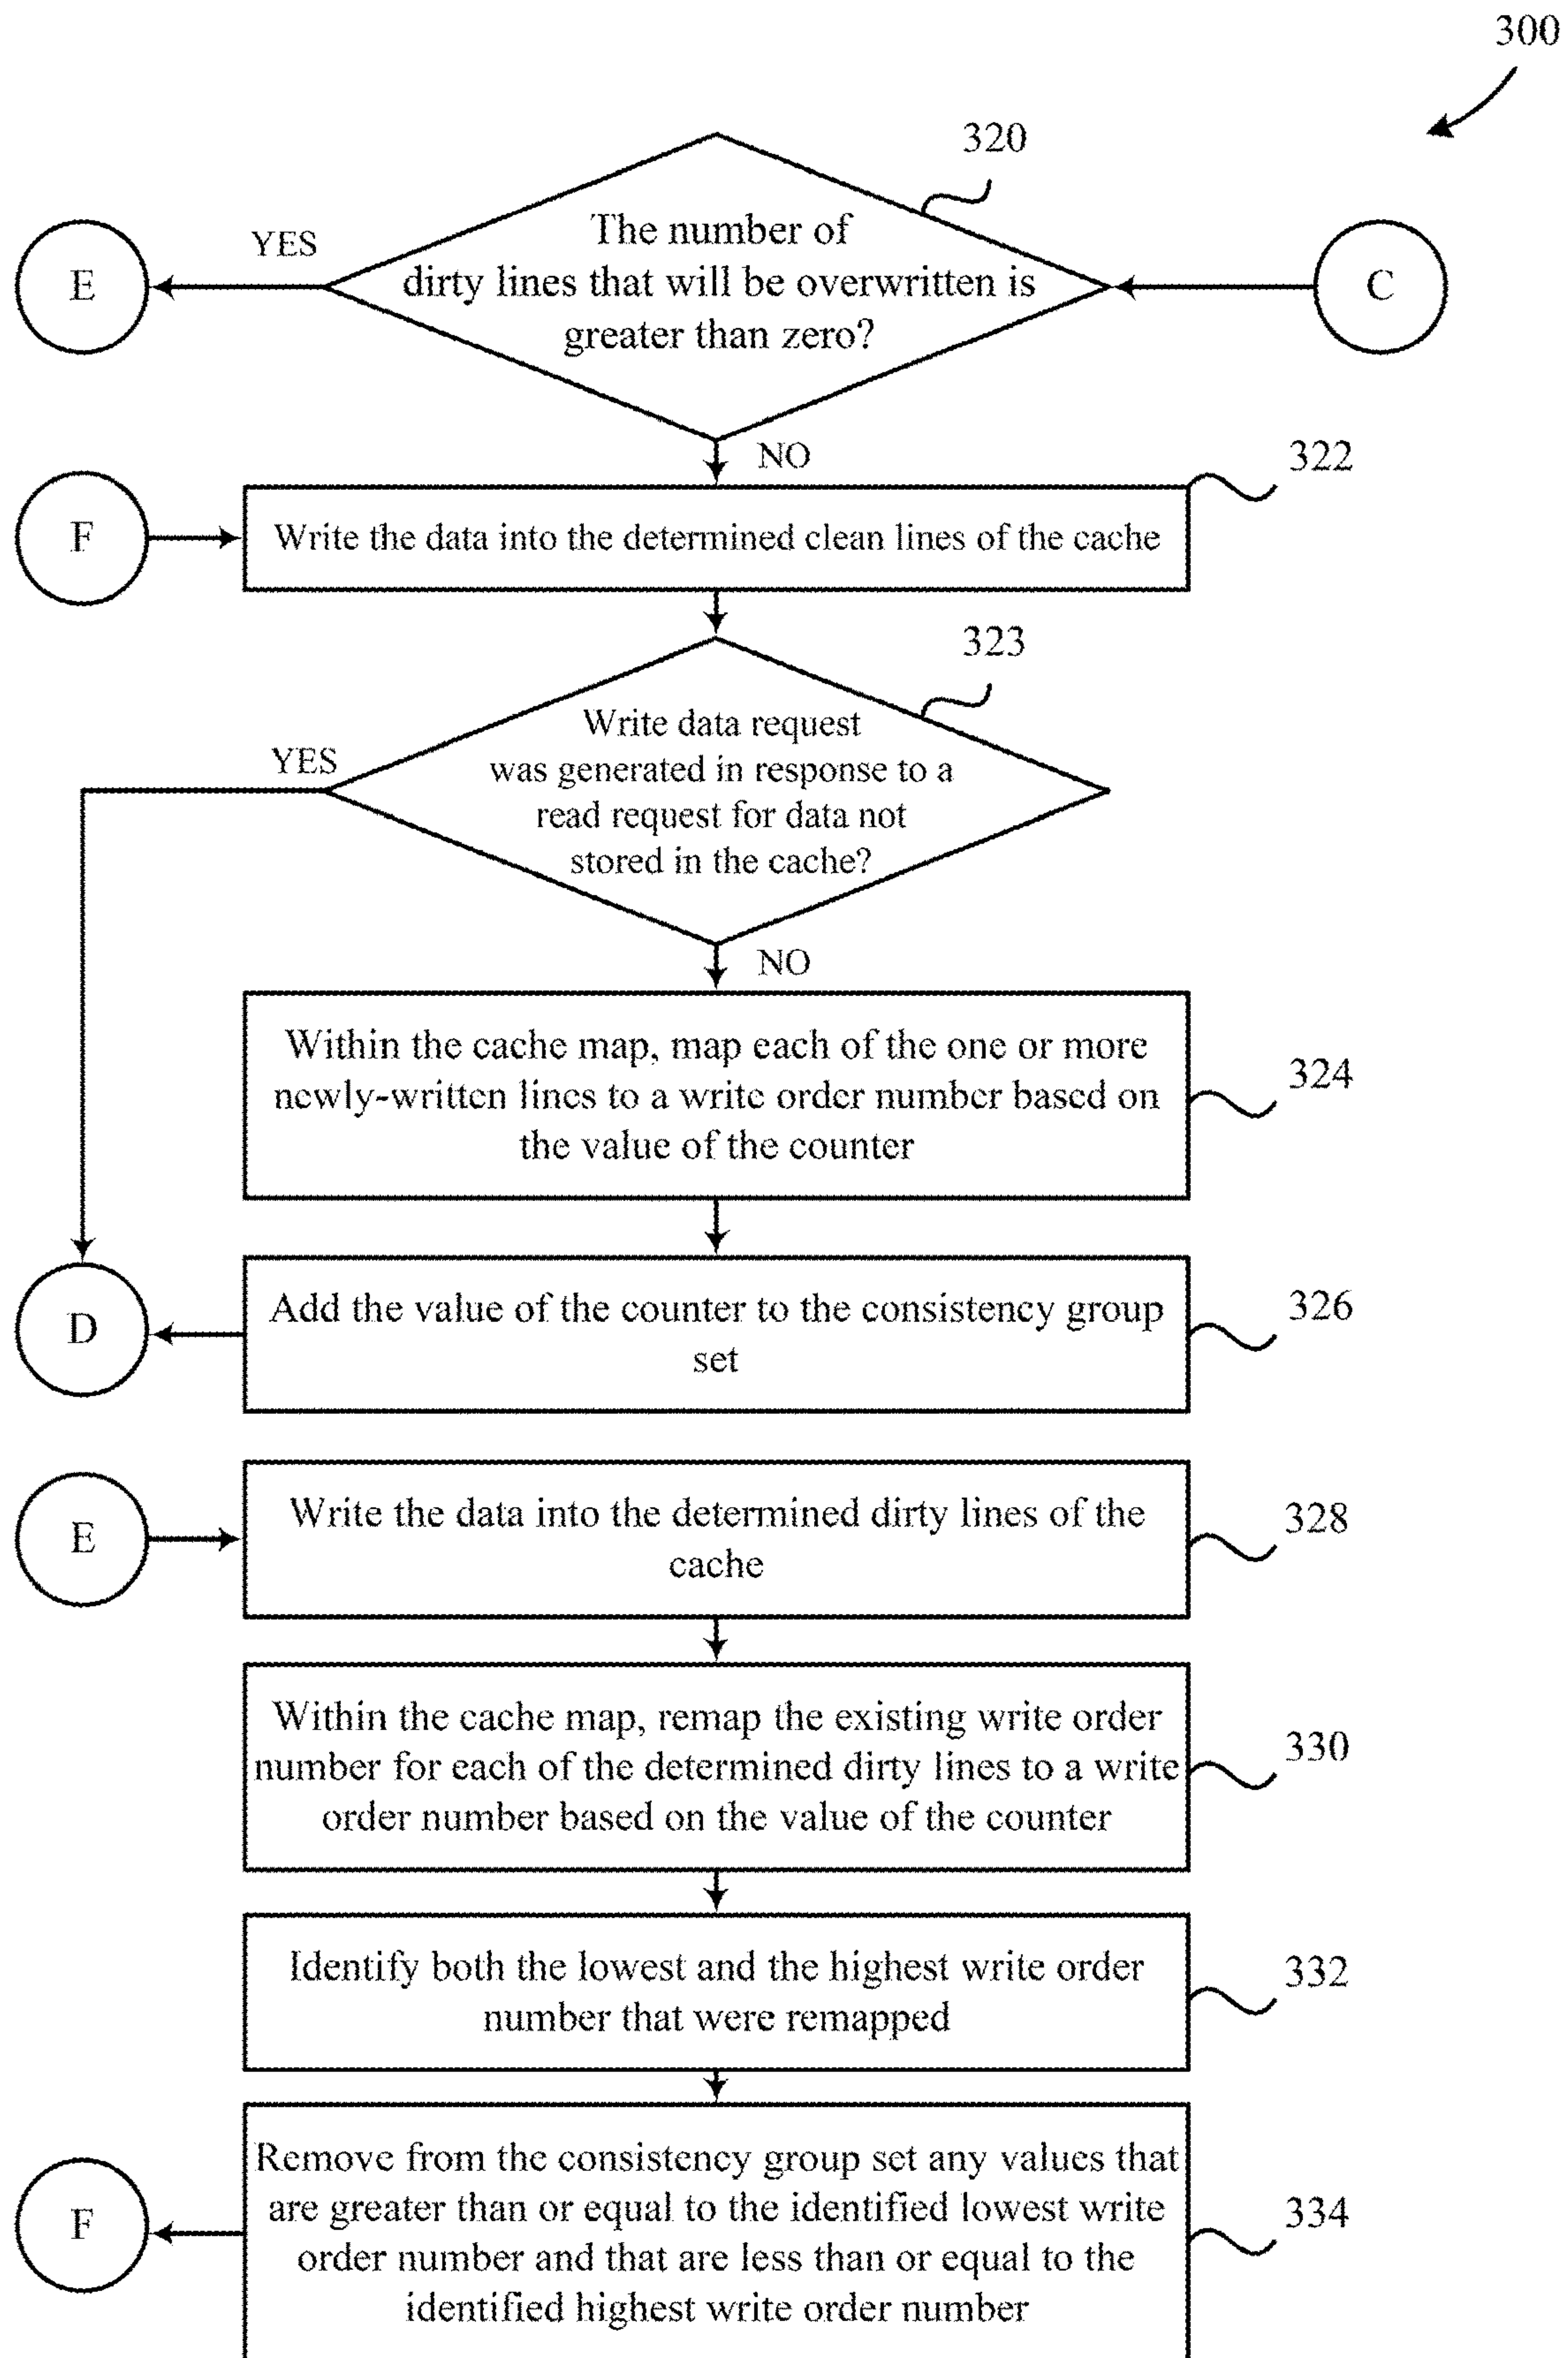 300
320
The number of
dirty lines that will be overwritten is
greater than zero?
YES
E
C
NO
322
F
Write the data into the determined clean lines of the cache
323
Write data request
was generated in response to a
read request for data not
stored in the cache?
YES
NO
Within the cache map, map each of the one or more
newly-written lines to a write order number based on
the value of the counter
324
D
Add the value of the counter to the consistency group
set
326
E
Write the data into the determined dirty lines of the
cache
328
Within the cache map, remap the existing write order
number for each of the determined dirty lines to a write
order number based on the value of the counter
330
Identify both the lowest and the highest write order
number that were remapped
332
F
Remove from the consistency group set any values that
are greater than or equal to the identified lowest write
order number and that are less than or equal to the
identified highest write order number
334